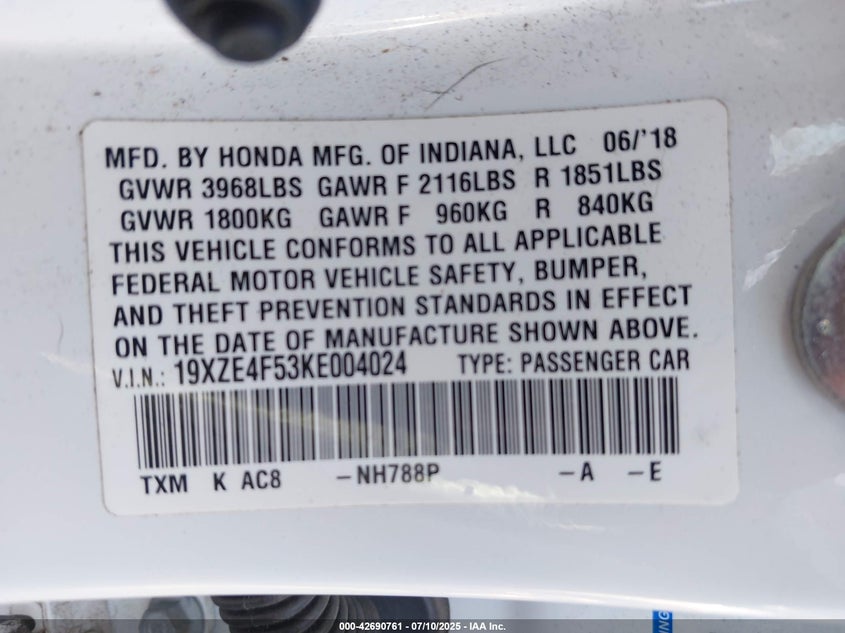 MFD. BY HONDA MFG. OF INDIANA, LLC 06/'18
GVWR 3968LBS GAWR F 2116LBS R 1851LBS
GVWR 1800KG GAWR F 960KG R 840KG
THIS VEHICLE CONFORMS TO ALL APPLICABLE
FEDERAL MOTOR VEHICLE SAFETY, BUMPER,
AND THEFT PREVENTION STANDARDS IN EFFECT
ON THE DATE OF MANUFACTURE SHOWN ABOVE.
V.I.N.: 19XZE4F53KE004024 TYPE: PASSENGER CAR
TXM K AC8 -NH788P -A -E
000-42690761 - 07/10/2025 - IAA Inc.